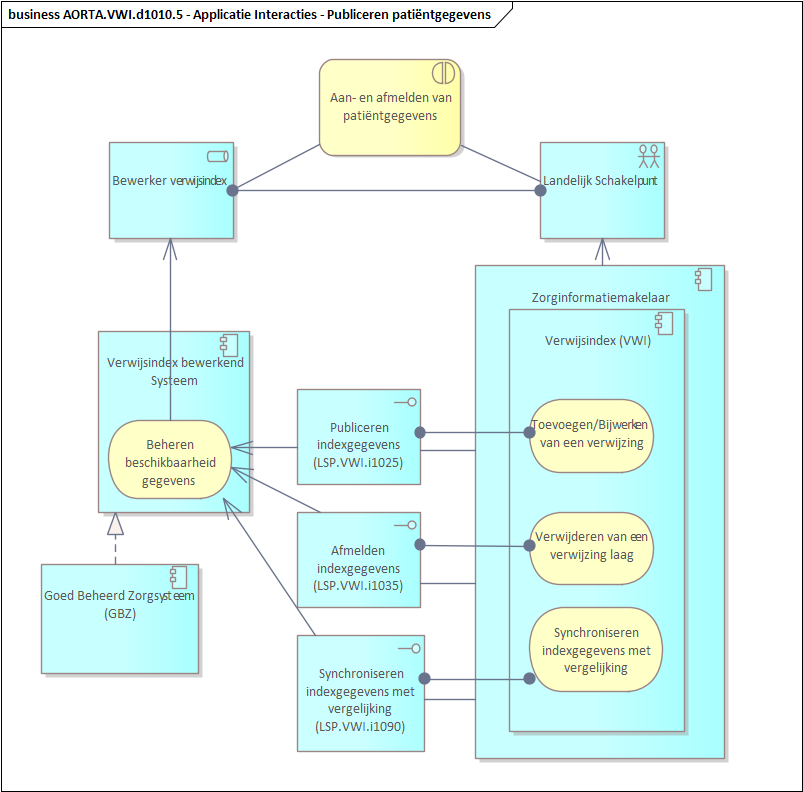 business AORTA.VWI.d1010.5 - Applicatie Interacties - Publiceren patiëntgegevens
Aan- en afmelden van
patiëntgegevens
Bewerker verwijsindex
Landelijk Schakelpunt
Zorginformatiemakelaar
Verwijsindex (VWI)
Verwijsindex bewerkend
Systeem
Beheren
beschikbaarheid
gegevens
Publiceren
indexgegevens
(LSP.VWI.i1025)
Toevoegen/Bijwerken
van een verwijzing
Afmelden
indexgegevens
(LSP.VWI.i1035)
Verwijderen van een
verwijzing laag
Goed Beheerd Zorgsysteem
(GBZ)
Synchroniseren
indexgegevens met
vergelijking
(LSP.VWI.i1090)
Synchroniseren
indexgegevens met
vergelijking